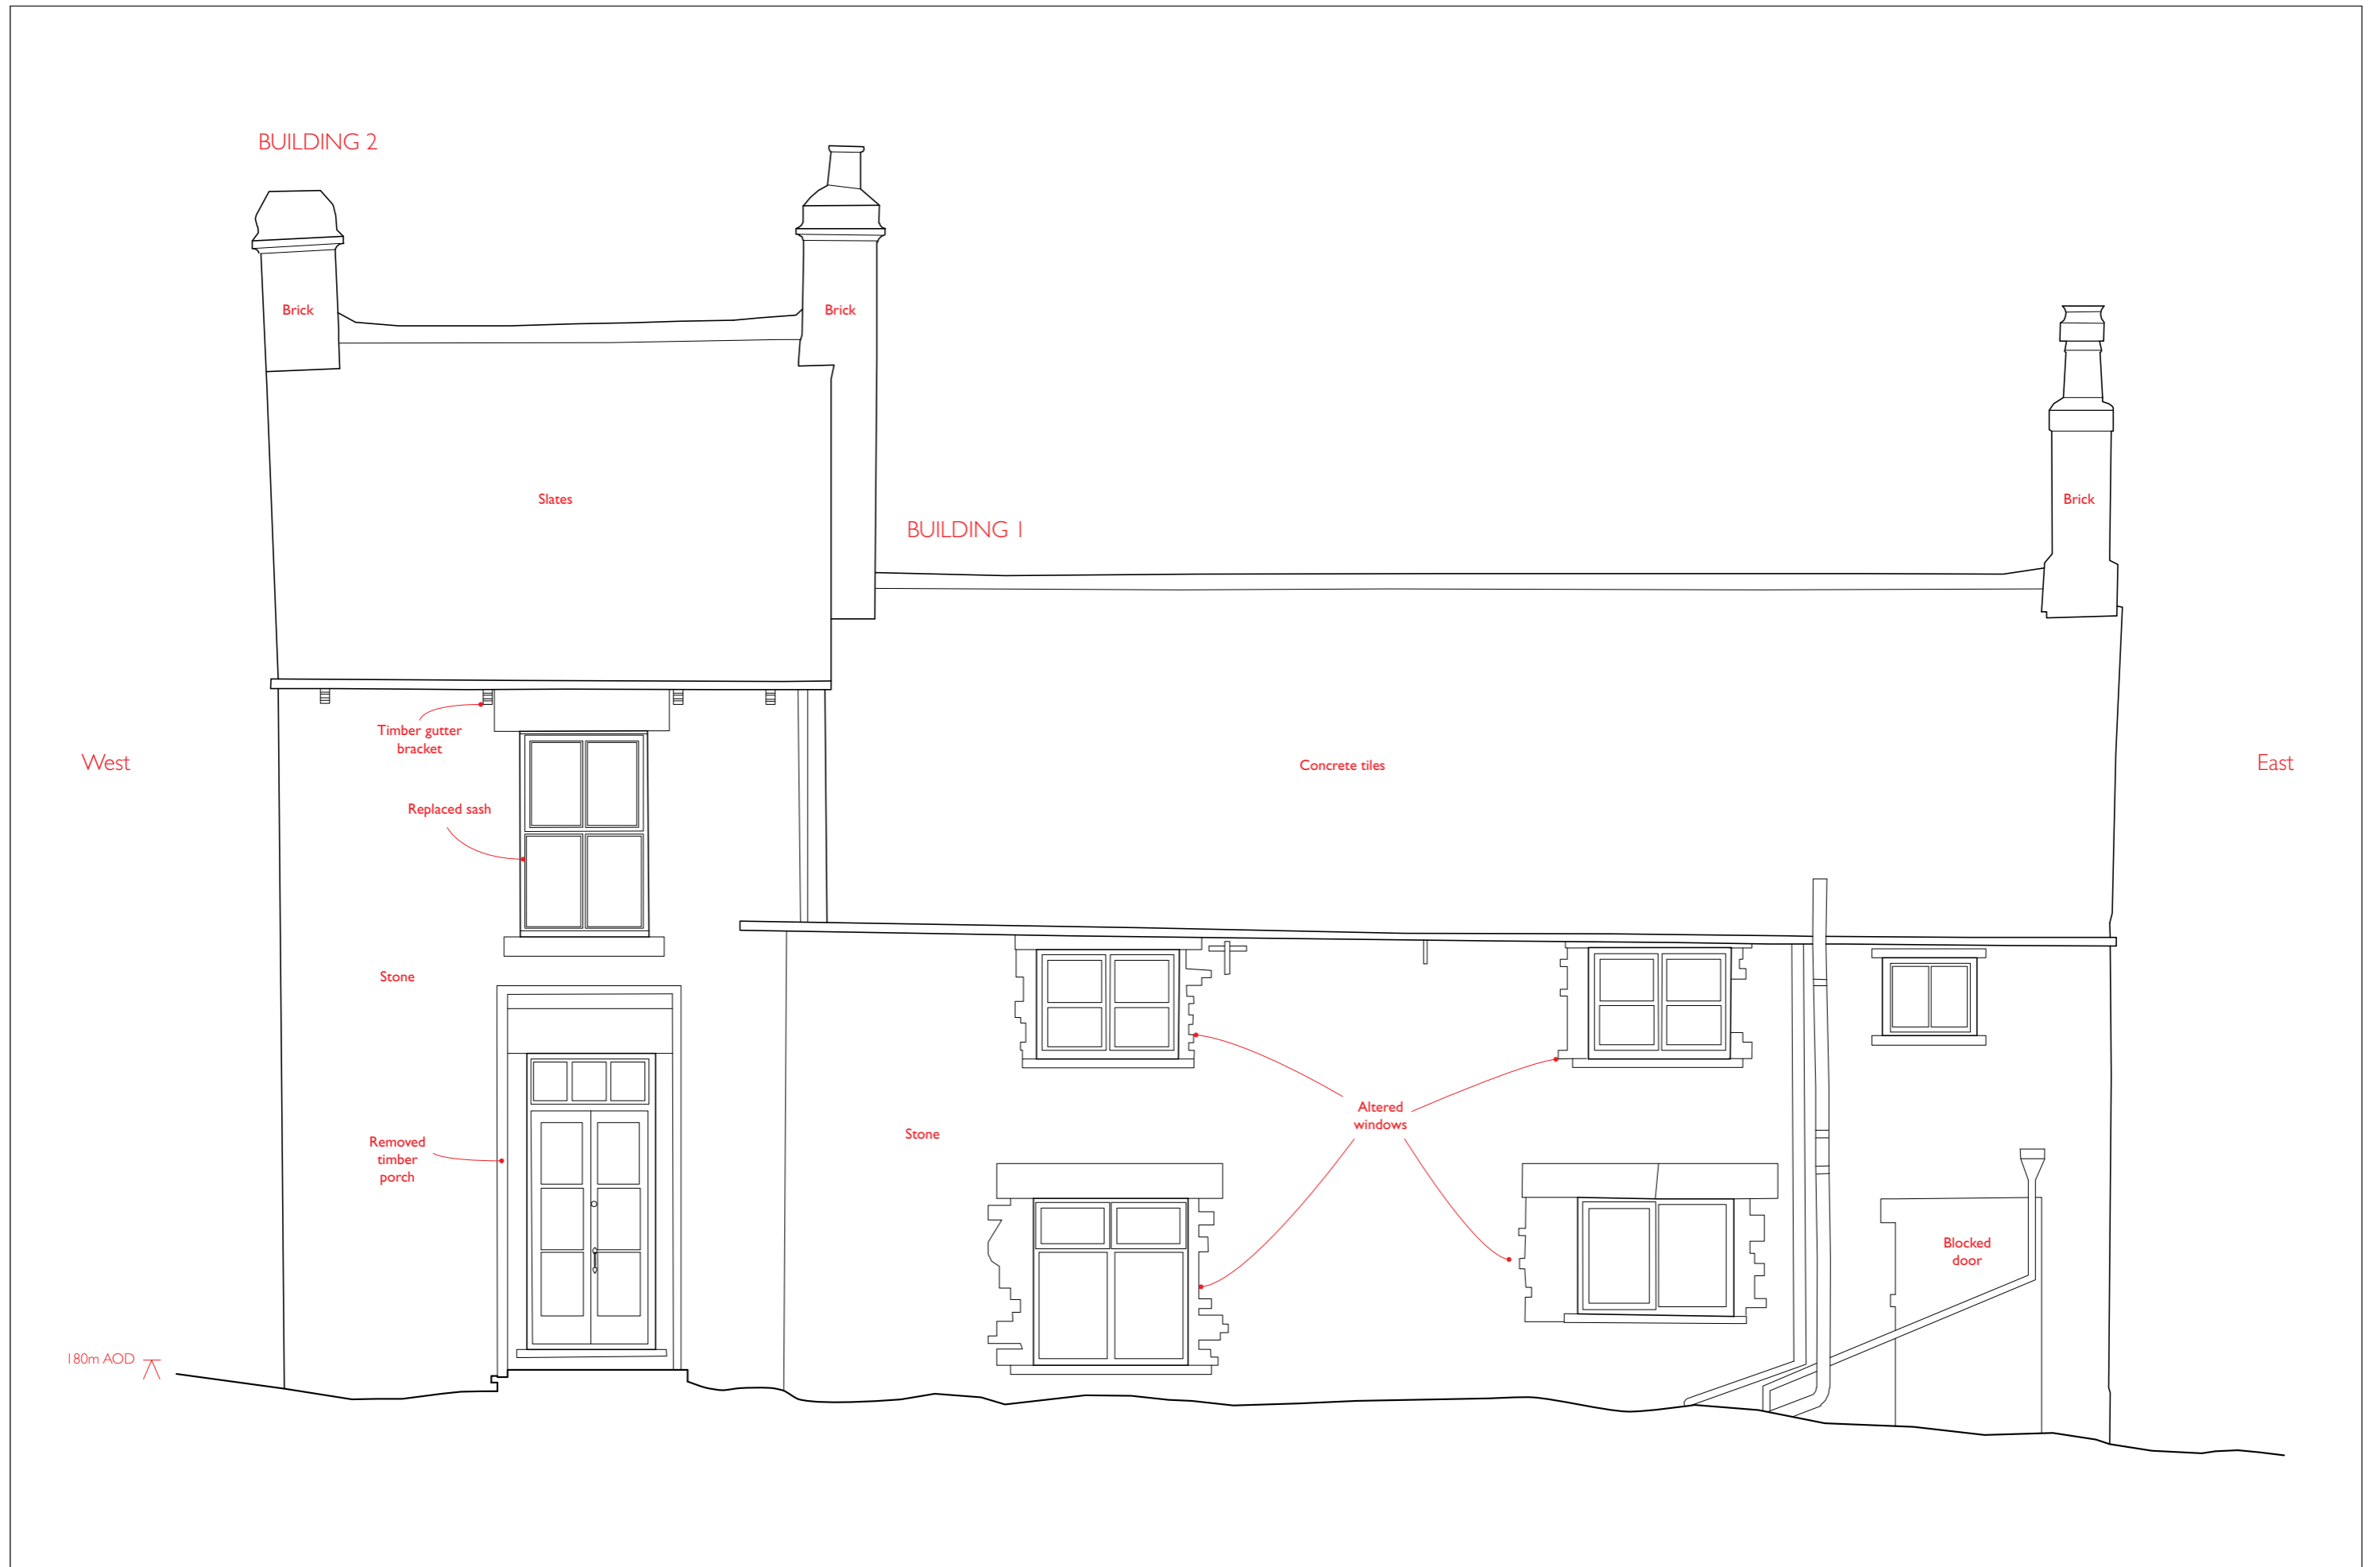 BUILDING 2
Brick
Brick
Slates
Brick
BUILDING 1
Timber gutter
bracket
West
Concrete tiles
East
Replaced sash
Stone
Altered
windows
Stone
Removed
timber
porch
Blocked
door
180m AOD